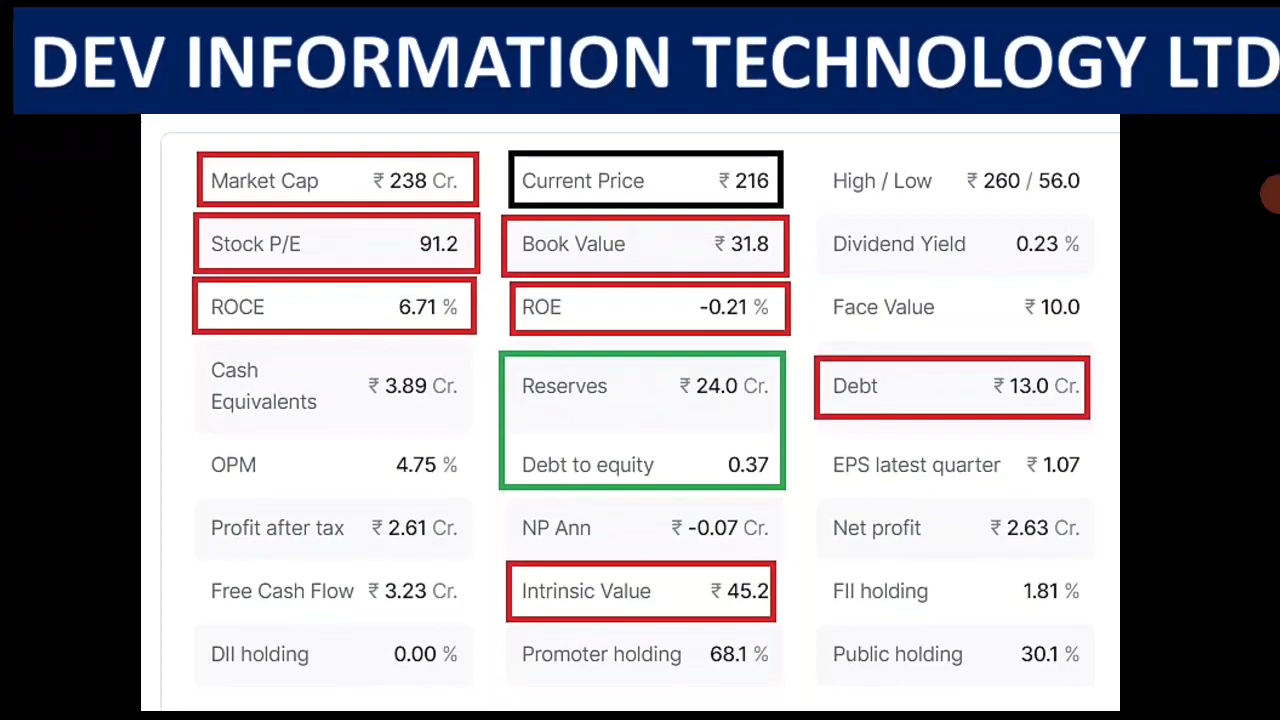 DEV INFORMATION TECHNOLOGY LTD
Market Cap ₹ 238 Cr. Current Price ₹ 216 High / Low ₹ 260 / 56.0
Stock P/E 91.2 Book Value ₹ 31.8 Dividend Yield 0.23 %
ROCE 6.71 % ROE -0.21 % Face Value ₹ 10.0
Cash Equivalents ₹ 3.89 Cr. Reserves ₹ 24.0 Cr. Debt ₹ 13.0 Cr.
OPM 4.75 % Debt to equity 0.37 EPS latest quarter ₹ 1.07
Profit after tax ₹ 2.61 Cr. NP Ann ₹ -0.07 Cr. Net profit ₹ 2.63 Cr.
Free Cash Flow ₹ 3.23 Cr. Intrinsic Value ₹ 45.2 FII holding 1.81 %
DII holding 0.00 % Promoter holding 68.1 % Public holding 30.1 %